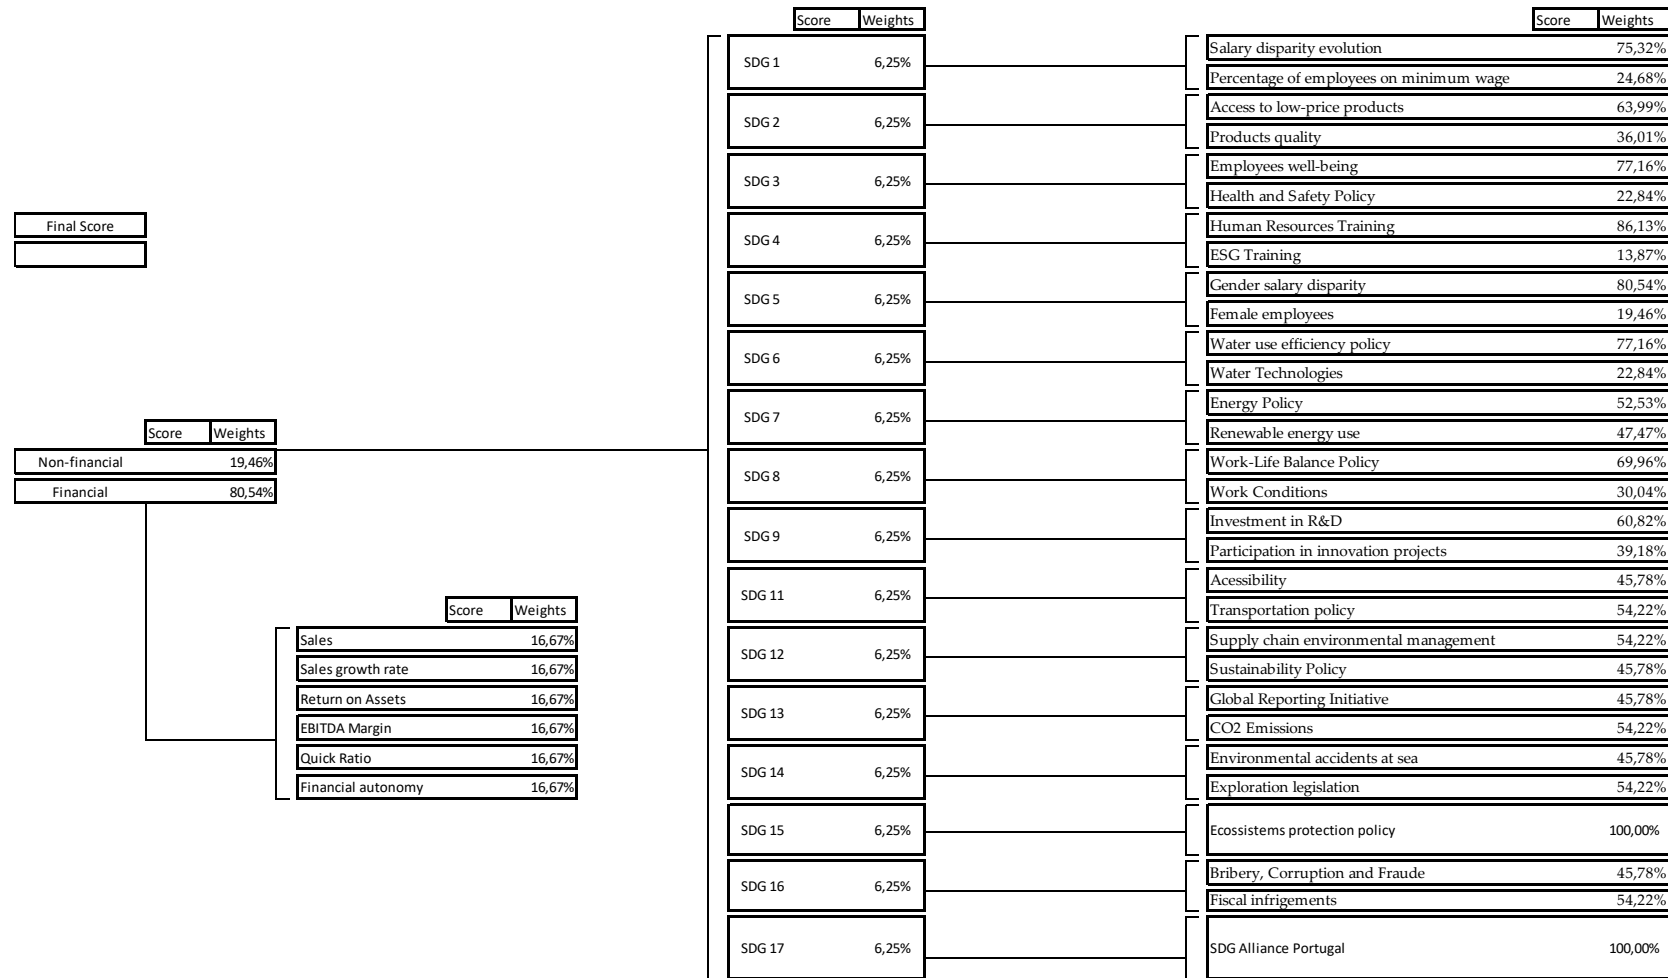 Score Weights
Score Weights
SDG 1 6,25%
Salary disparity evolution 75,32%
Percentage of employees on minimum wage 24,68%
SDG 2 6,25%
Access to low-price products 63,99%
Products quality 36,01%
SDG 3 6,25%
Employees well-being 77,16%
Health and Safety Policy 22,84%
Final Score
SDG 4 6,25%
Human Resources Training 86,13%
ESG Training 13,87%
SDG 5 6,25%
Gender salary disparity 80,54%
Female employees 19,46%
SDG 6 6,25%
Water use efficiency policy 77,16%
Water Technologies 22,84%
SDG 7 6,25%
Energy Policy 52,53%
Renewable energy use 47,47%
Score Weights
Non-financial 19,46%
Financial 80,54%
SDG 8 6,25%
Work-Life Balance Policy 69,96%
Work Conditions 30,04%
SDG 9 6,25%
Investment in R&D 60,82%
Participation in innovation projects 39,18%
SDG 11 6,25%
Acessibility 45,78%
Transportation policy 54,22%
Score Weights
Sales 16,67%
Sales growth rate 16,67%
Return on Assets 16,67%
EBITDA Margin 16,67%
Quick Ratio 16,67%
Financial autonomy 16,67%
SDG 12 6,25%
Supply chain environmental management 54,22%
Sustainability Policy 45,78%
SDG 13 6,25%
Global Reporting Initiative 45,78%
CO2 Emissions 54,22%
SDG 14 6,25%
Environmental accidents at sea 45,78%
Exploration legislation 54,22%
SDG 15 6,25%
Ecossistems protection policy 100,00%
SDG 16 6,25%
Bribery, Corruption and Fraude 45,78%
Fiscal infrigements 54,22%
SDG 17 6,25%
SDG Alliance Portugal 100,00%